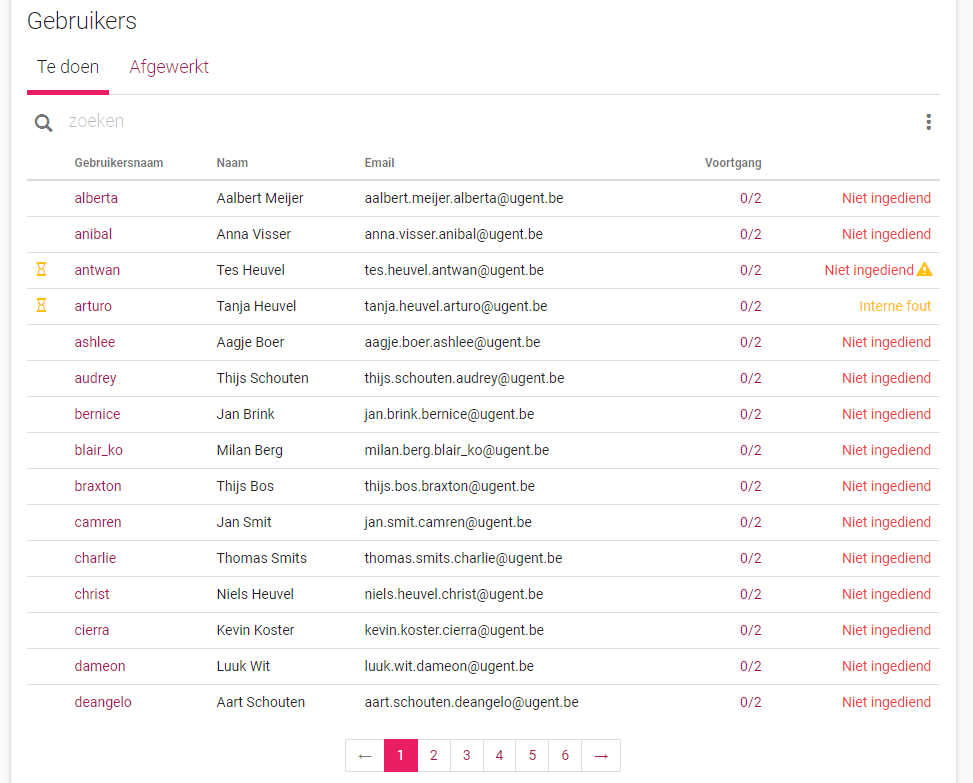 Gebruikers
Te doen Afgewerkt
zoeken
Gebruikersnaam Naam Email Voortgang
alberta Aalbert Meijer aalbert.meijer.alberta@ugent.be 0/2 Niet ingediend
anibal Anna Visser anna.visser.anibal@ugent.be 0/2 Niet ingediend
antwan Tes Heuvel tes.heuvel.antwan@ugent.be 0/2 Niet ingediend
arturo Tanja Heuvel tanja.heuvel.arturo@ugent.be 0/2 Interne fout
ashlee Aagje Boer aagje.boer.ashlee@ugent.be 0/2 Niet ingediend
audrey Thijs Schouten thijs.schouten.audrey@ugent.be 0/2 Niet ingediend
bernice Jan Brink jan.brink.bernice@ugent.be 0/2 Niet ingediend
blair_ko Milan Berg milan.berg.blair_ko@ugent.be 0/2 Niet ingediend
braxton Thijs Bos thijs.bos.braxton@ugent.be 0/2 Niet ingediend
camren Jan Smit jan.smit.camren@ugent.be 0/2 Niet ingediend
charlie Thomas Smits thomas.smits.charlie@ugent.be 0/2 Niet ingediend
christ Niels Heuvel niels.heuvel.christ@ugent.be 0/2 Niet ingediend
cierra Kevin Koster kevin.koster.cierra@ugent.be 0/2 Niet ingediend
dameon Luuk Wit luuk.wit.dameon@ugent.be 0/2 Niet ingediend
deangelo Aart Schouten aart.schouten.deangelo@ugent.be 0/2 Niet ingediend
← 1 2 3 4 5 6 →